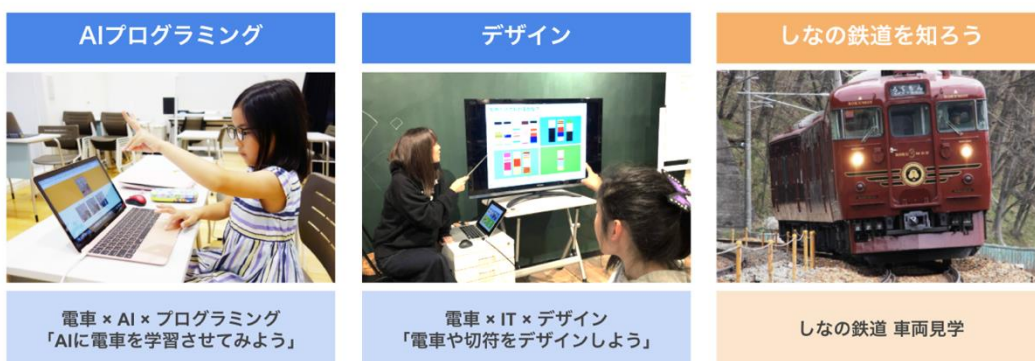 AIプログラミング
電車 × AI × プログラミング
「AIに電車を学習させてみよう」
デザイン
電車 × IT × デザイン
「電車や切符をデザインしよう」
しなの鉄道を知ろう
しなの鉄道 車両見学